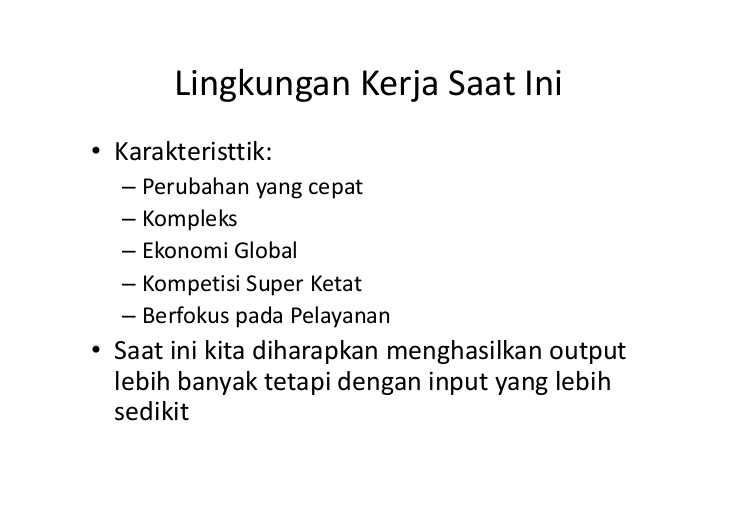 Lingkungan Kerja Saat Ini
• Karakteristtik:
– Perubahan yang cepat
– Kompleks
– Ekonomi Global
– Kompetisi Super Ketat
– Berfokus pada Pelayanan
• Saat ini kita diharapkan menghasilkan output
lebih banyak tetapi dengan input yang lebih
sedikit